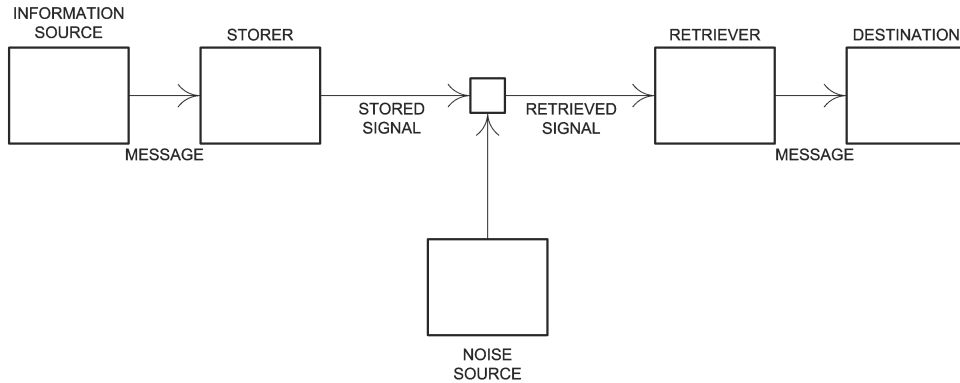 INFORMATION
SOURCE
STORER
RETRIEVER
DESTINATION
STORED
SIGNAL
RETRIEVED
SIGNAL
MESSAGE
MESSAGE
NOISE
SOURCE